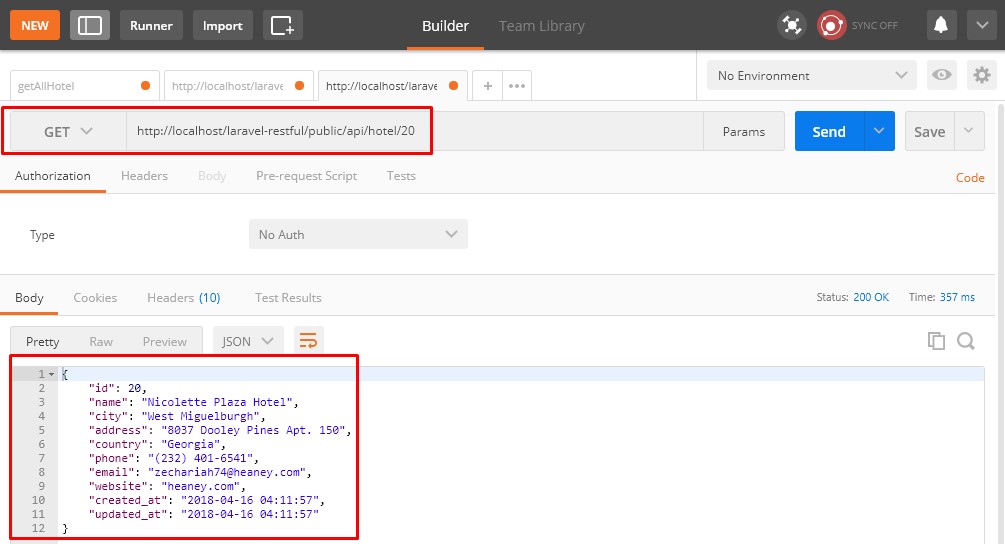 NEW Runner Import Builder Team Library SYNC OFF
getAllHotel http://localhost/larave http://localhost/larave + ••• No Environment
GET http://localhost/laravel-restful/public/api/hotel/20 Params Send Save
Authorization Headers Body Pre-request Script Tests Code
Type No Auth
Body Cookies Headers (10) Test Results Status: 200 OK Time: 357 ms
Pretty Raw Preview JSON
1 {
2 "id": 20,
3 "name": "Nicolette Plaza Hotel",
4 "city": "West Miguelburgh",
5 "address": "8037 Dooley Pines Apt. 150",
6 "country": "Georgia",
7 "phone": "(232) 401-6541",
8 "email": "zechariah74@heaney.com",
9 "website": "heaney.com",
10 "created_at": "2018-04-16 04:11:57",
11 "updated_at": "2018-04-16 04:11:57"
12 }